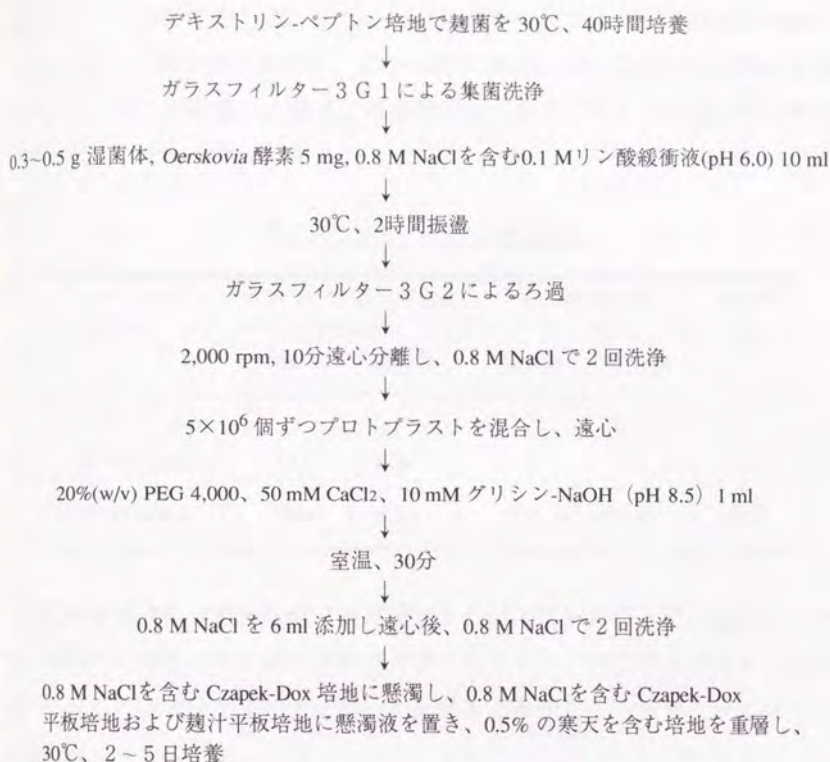 デキストリン-ペプトン培地で麹菌を 30℃、40時間培養
↓
ガラスフィルター3G1による集菌洗浄
↓
0.3~0.5 g 湿菌体, Oerskovia 酵素 5 mg, 0.8 M NaClを含む0.1 Mリン酸緩衝液(pH 6.0) 10 ml
↓
30℃、2時間振盪
↓
ガラスフィルター3G2によるろ過
↓
2,000 rpm, 10分遠心分離し、0.8 M NaCl で2回洗浄
↓
5×10⁶ 個ずつプロトプラストを混合し、遠心
↓
20%(w/v) PEG 4,000、50 mM CaCl₂、10 mM グリシン-NaOH（pH 8.5）1 ml
↓
室温、30分
↓
0.8 M NaCl を 6 ml 添加し遠心後、0.8 M NaCl で2回洗浄
↓
0.8 M NaClを含む Czapek-Dox 培地に懸濁し、0.8 M NaClを含む Czapek-Dox
平板培地および麹汁平板培地に懸濁液を置き、0.5% の寒天を含む培地を重層し、
30℃、2～5日培養